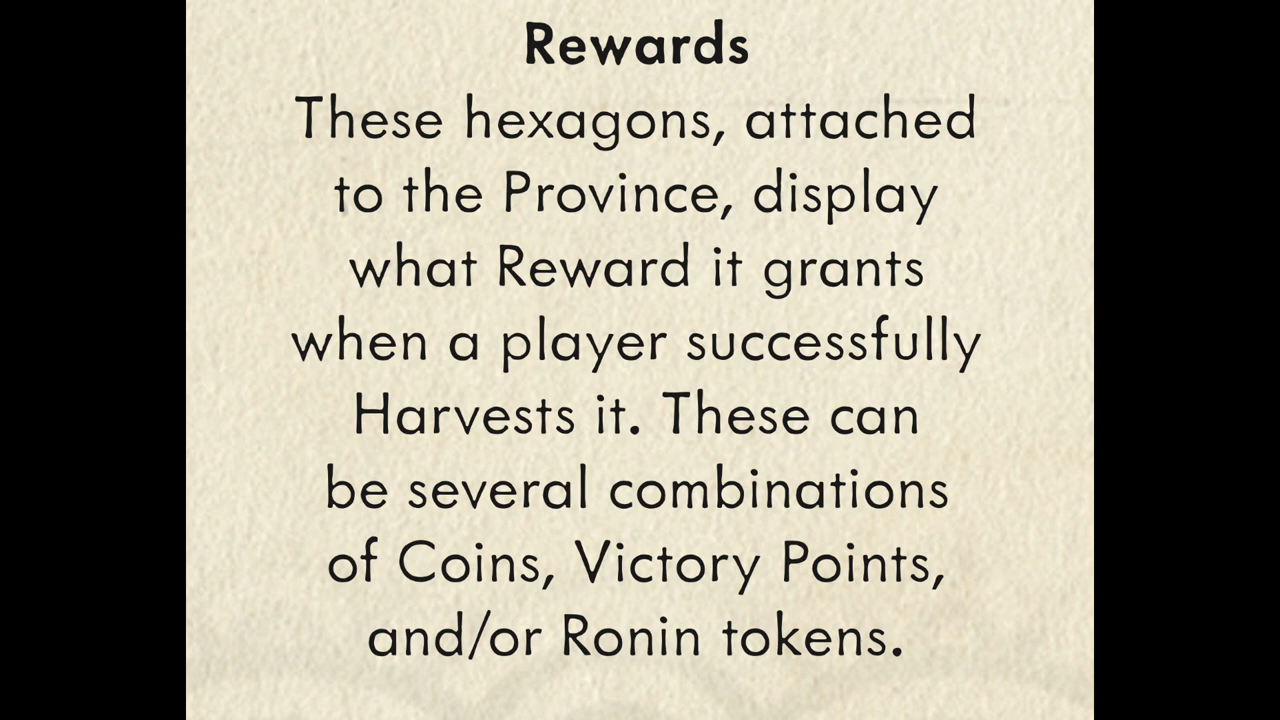 Rewards
These hexagons, attached
to the Province, display
what Reward it grants
when a player successfully
Harvests it. These can
be several combinations
of Coins, Victory Points,
and/or Ronin tokens.